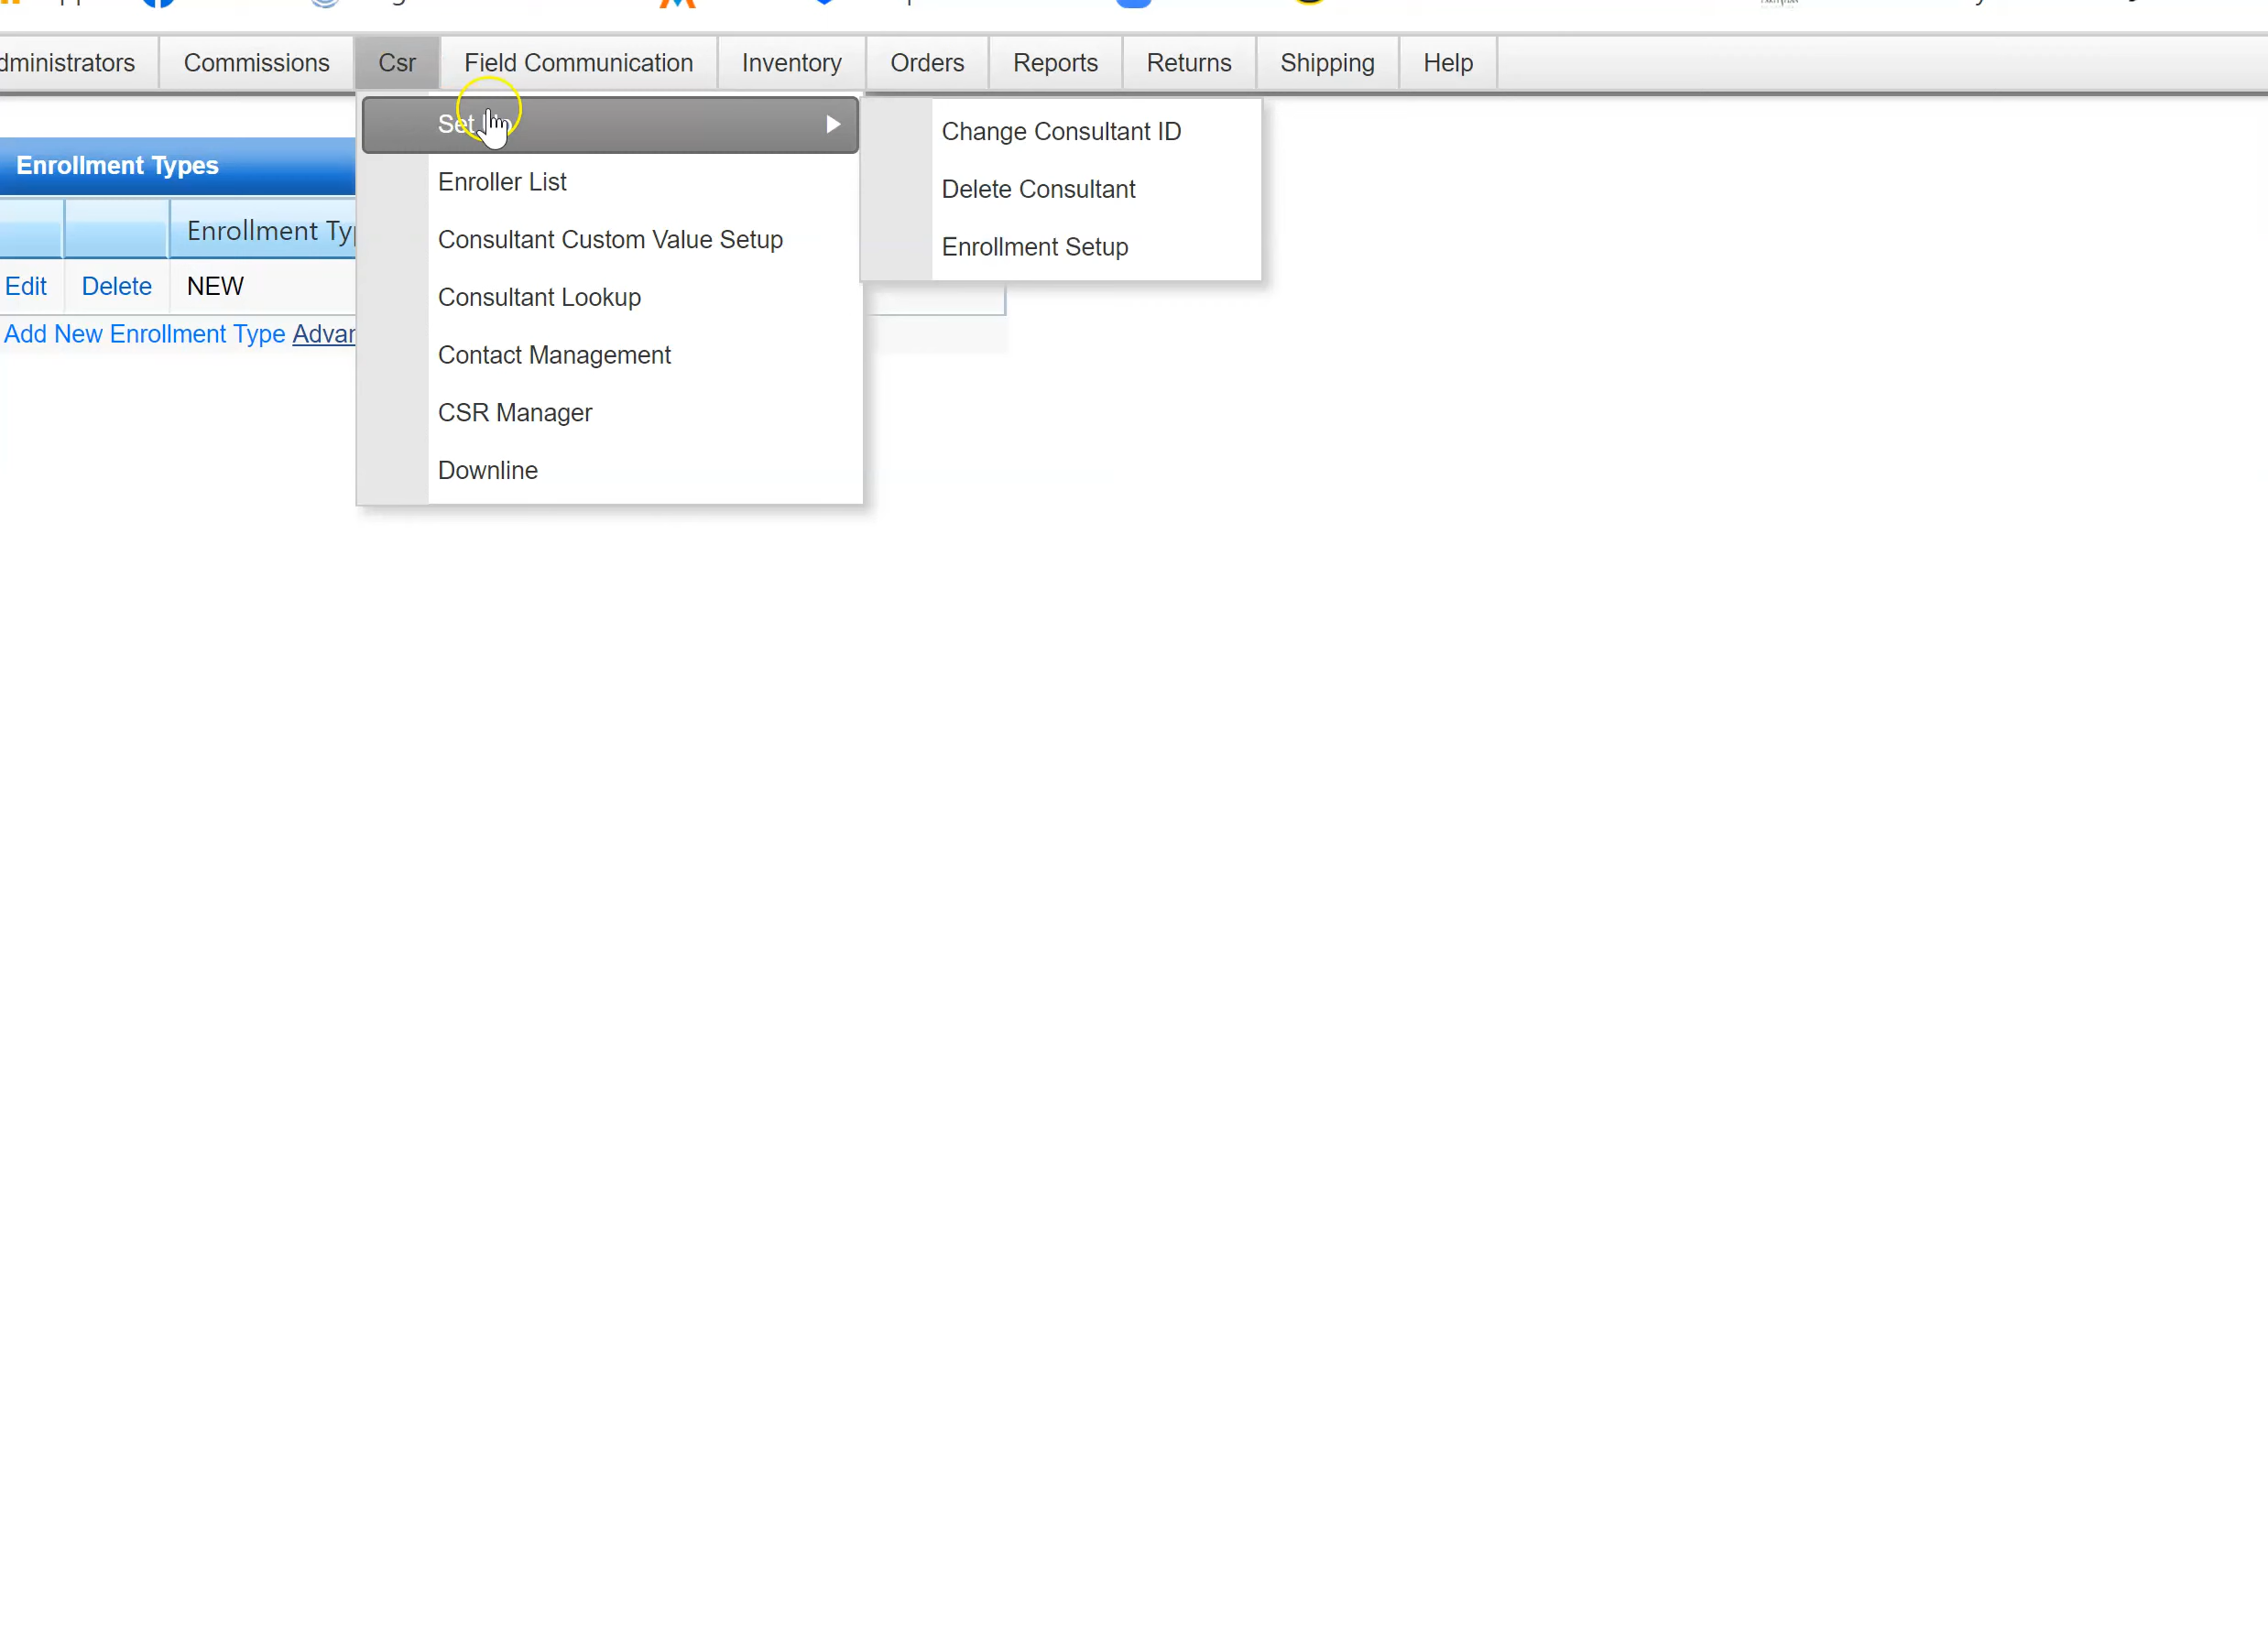 Commissions Csr Field Communication Inventory Orders Reports Returns Shipping Help
Set
Change Consultant ID
Enrollment Types
Enroller List
Delete Consultant
Enrollment
Consultant Custom Value Setup
Enrollment Setup
Edit Delete NEW
Consultant Lookup
Add New Enrollment Type
Contact Management
CSR Manager
Downline